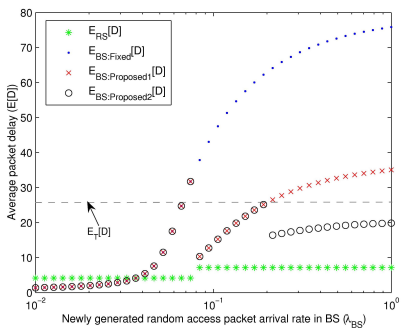 80
70
60
50
40
30
20
10
0
Average packet delay (E[D])
E_RS[D]
E_BS:Fixed[D]
E_BS:Proposed1[D]
E_BS:Proposed2[D]
E_T[D]
10^-2
10^-1
10^0
Newly generated random access packet arrival rate in BS (λ_BS)